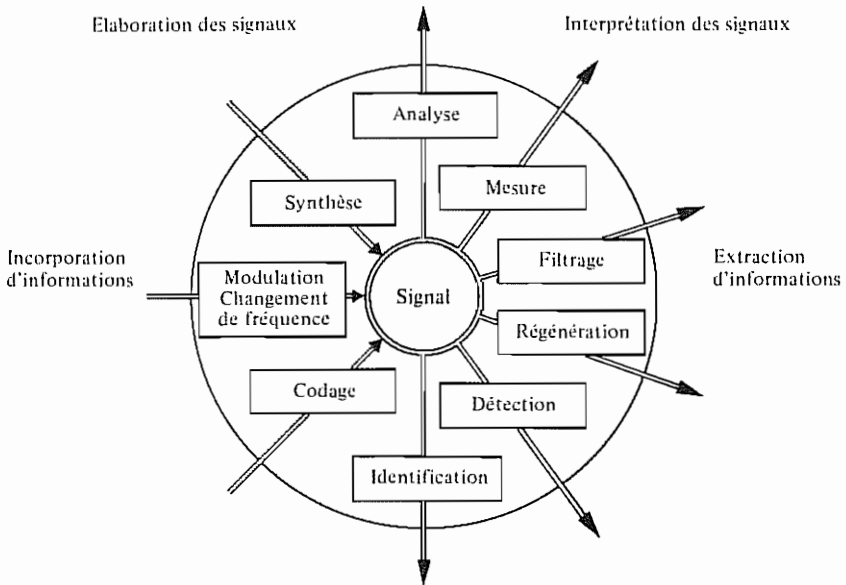 Elaboration des signaux
Interprétation des signaux
Analyse
Synthèse
Mesure
Incorporation
d'informations
Modulation
Changement
de fréquence
Signal
Filtrage
Extraction
d'informations
Régénération
Codage
Détection
Identification